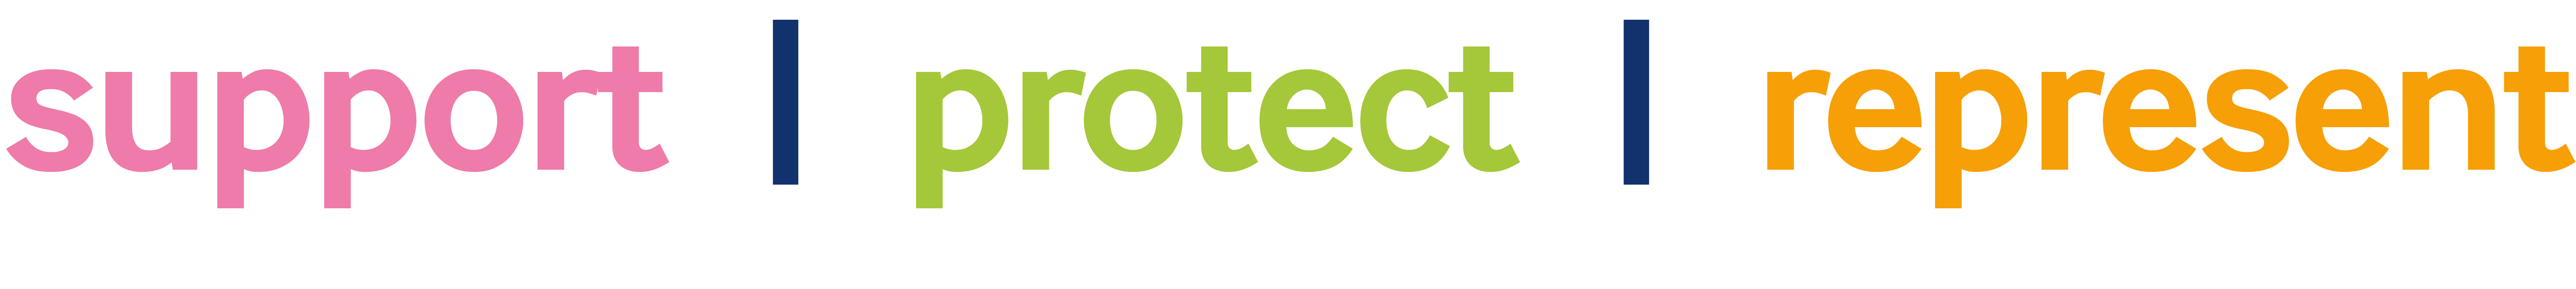 support | protect | represent